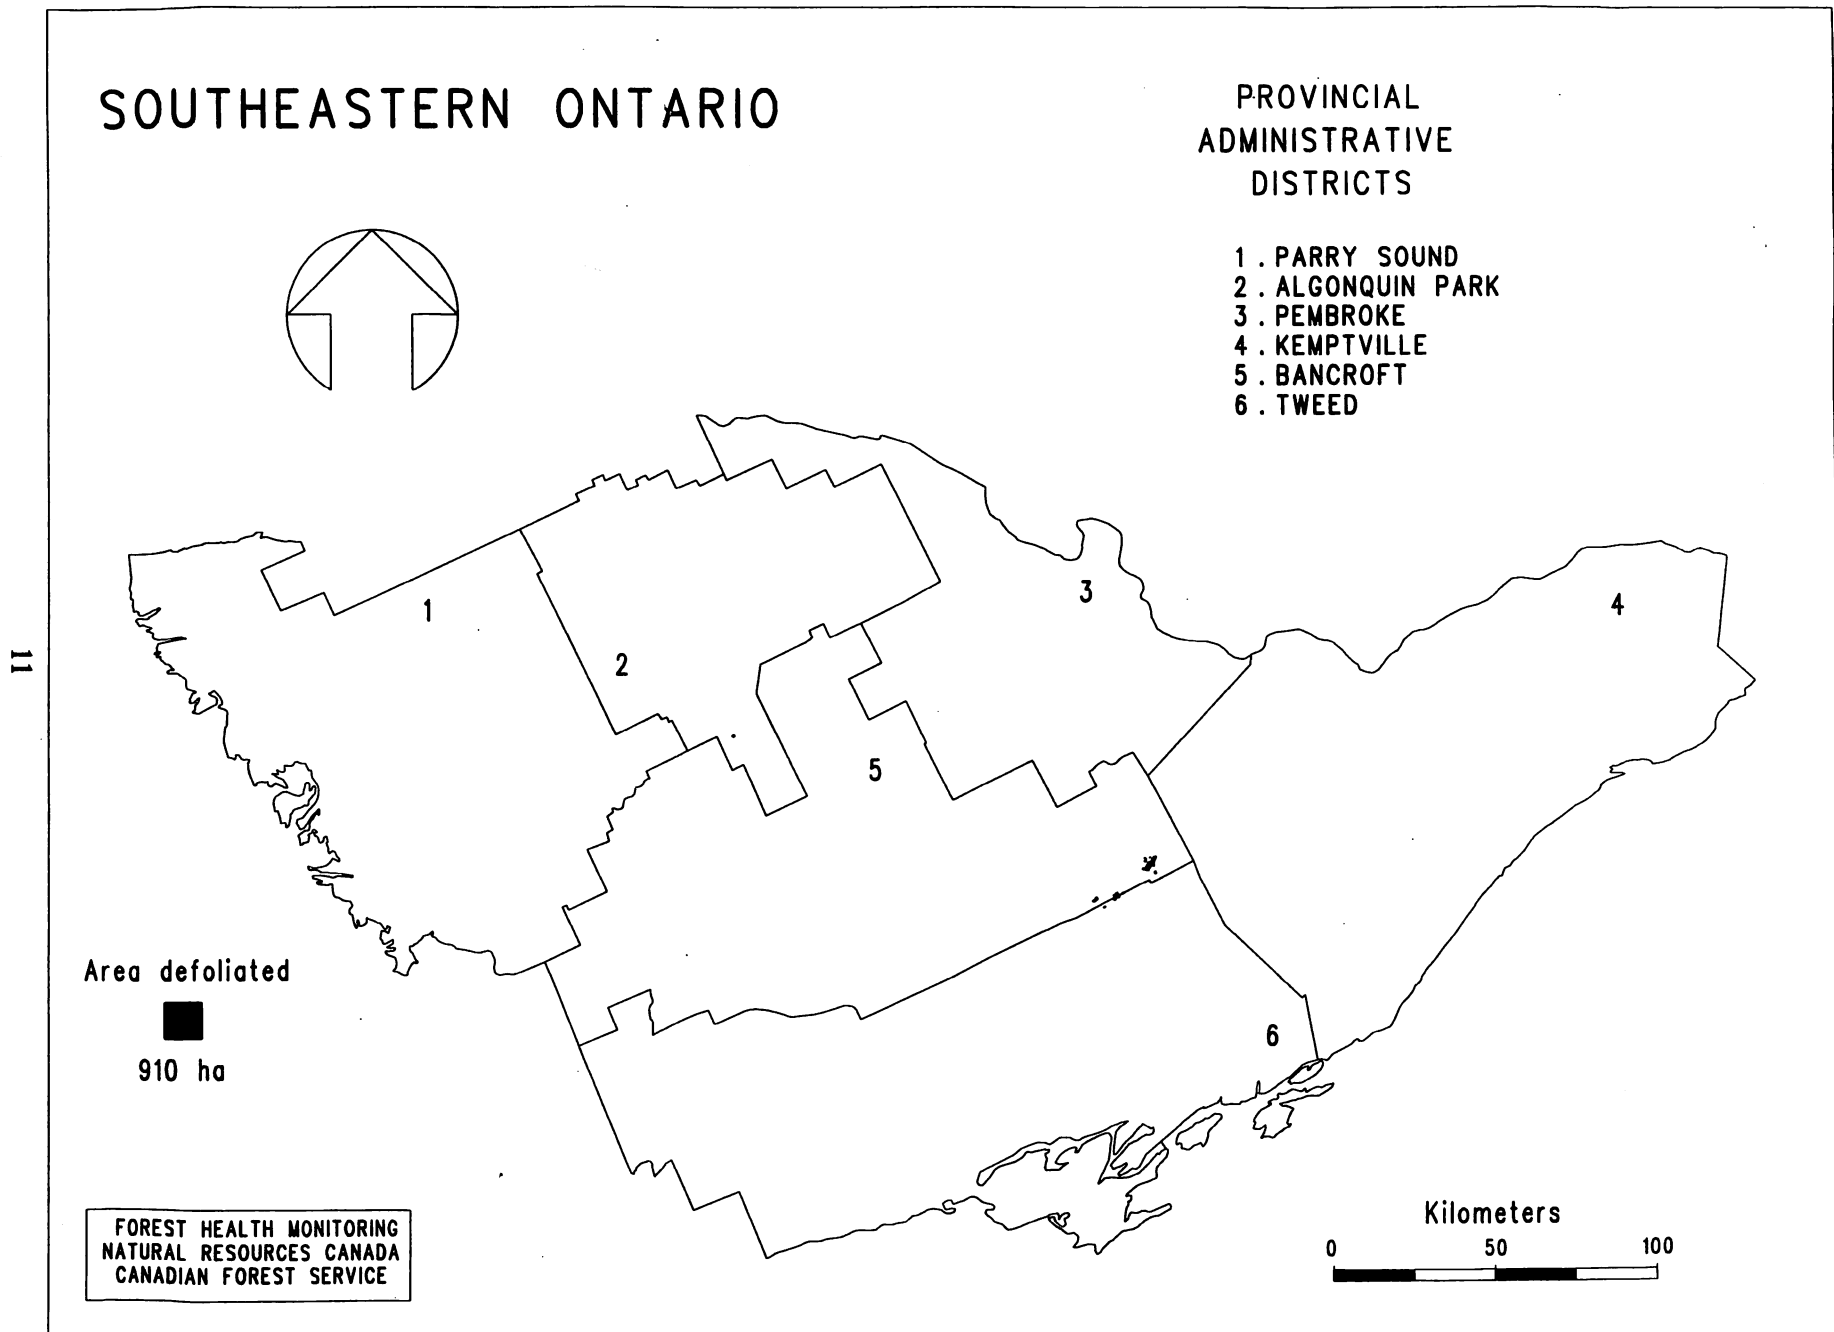 SOUTHEASTERN ONTARIO
PROVINCIAL
ADMINISTRATIVE
DISTRICTS
1 . PARRY SOUND
2 . ALGONQUIN PARK
3 . PEMBROKE
4 . KEMPTVILLE
5 . BANCROFT
6 . TWEED
1
2
3
4
5
6
11
Area defoliated
910 ha
FOREST HEALTH MONITORING
NATURAL RESOURCES CANADA
CANADIAN FOREST SERVICE
Kilometers
0 50 100